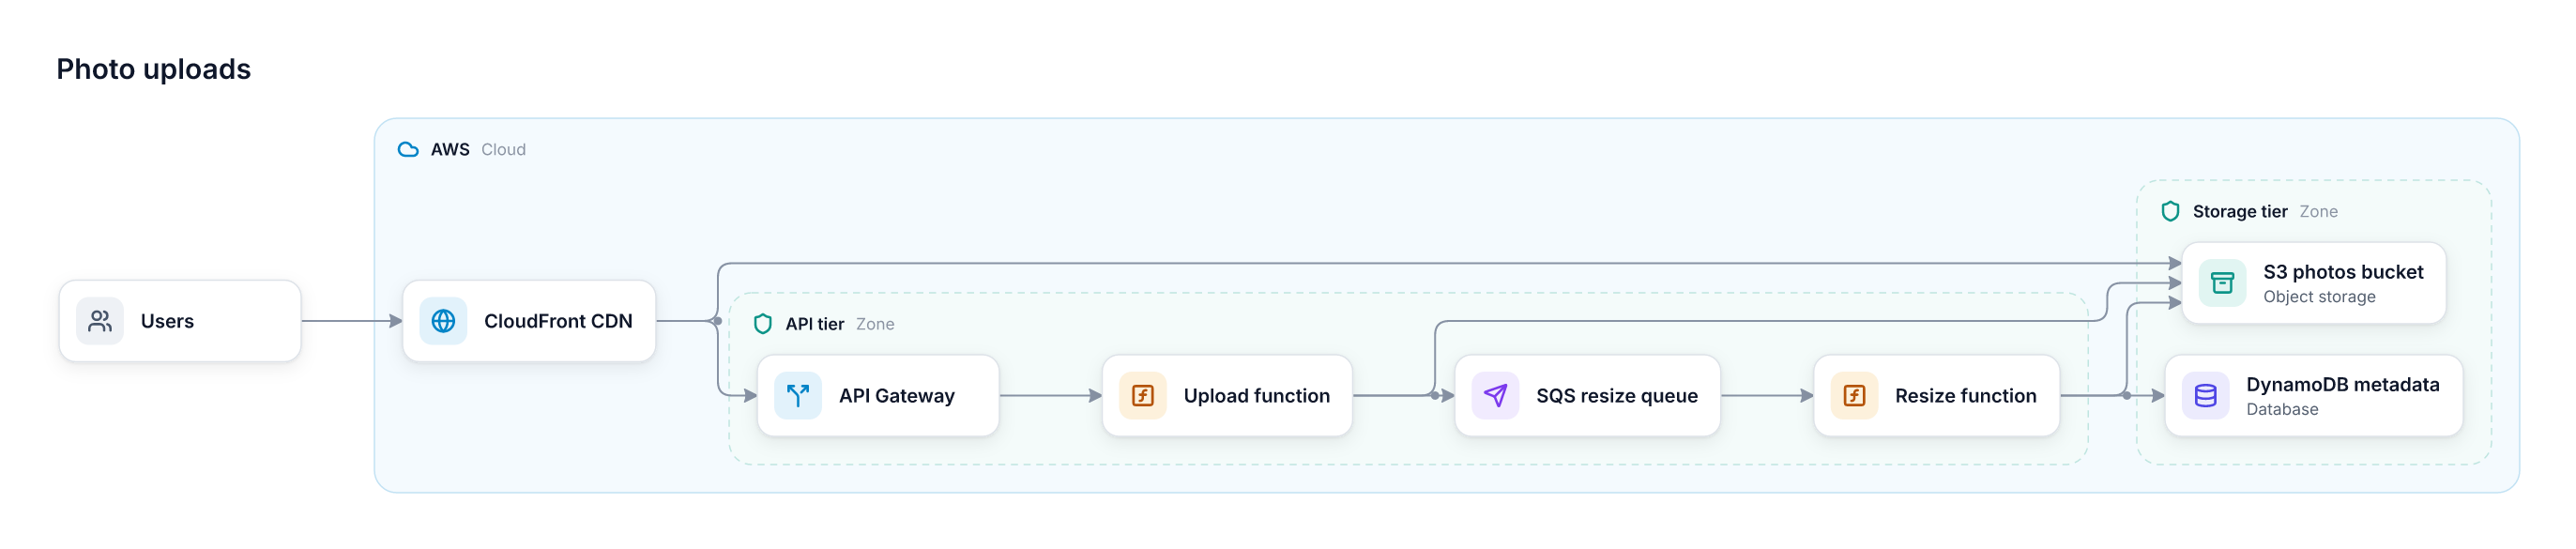 Photo uploads
AWS Cloud
Storage tier Zone
S3 photos bucket
Object storage
Users
CloudFront CDN
API tier Zone
API Gateway
Upload function
SQS resize queue
Resize function
DynamoDB metadata
Database